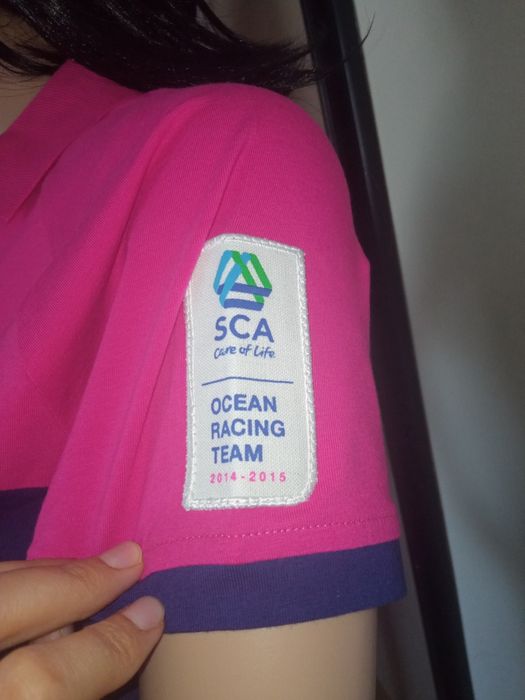 SCA
Care of Life
OCEAN
RACING
TEAM
2014-2015